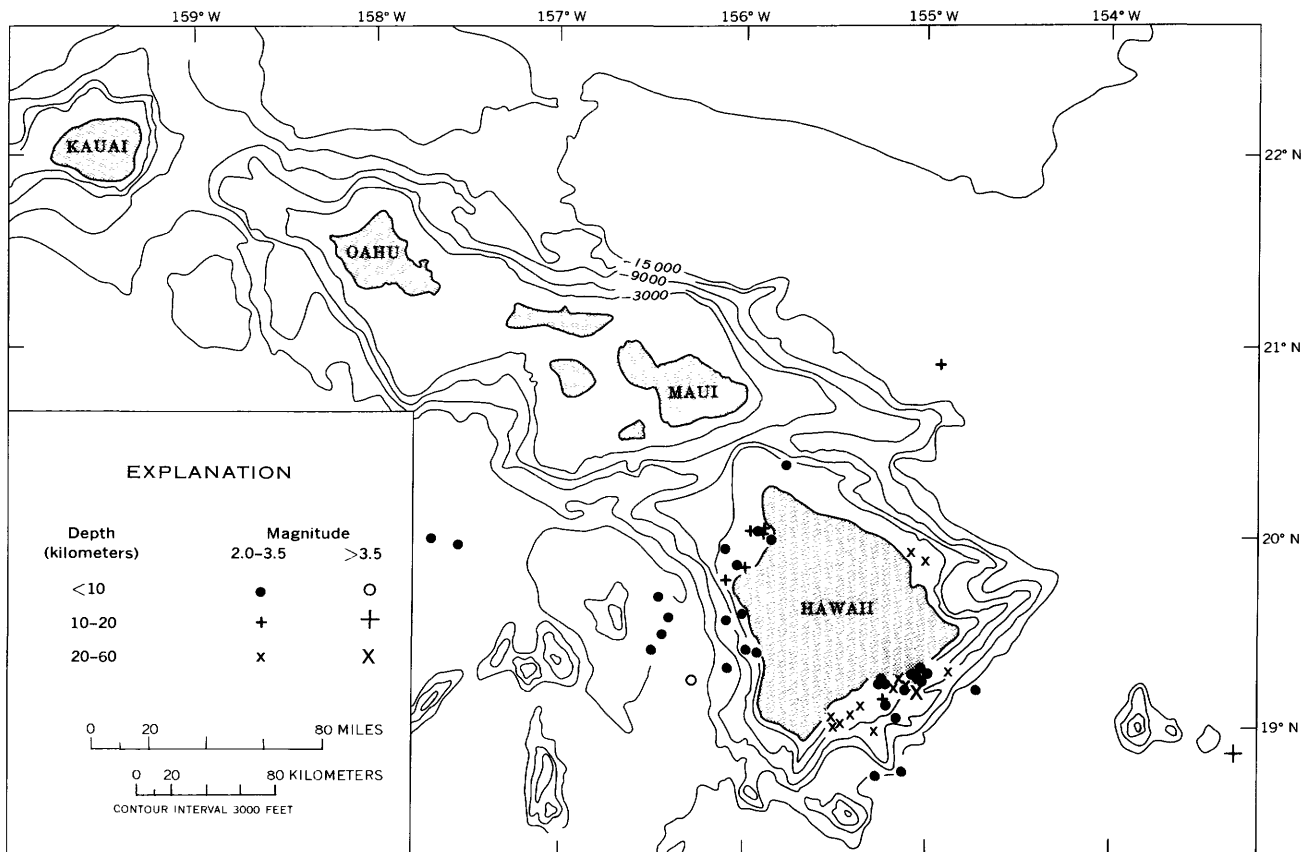 159° W 158° W 157° W 156° W 155° W 154° W
KAUAI
22° N
OAHU
-15 000
-9000
-3000
21° N
MAUI
EXPLANATION
Depth Magnitude
(kilometers) 2.0–3.5 >3.5
<10
10–20
20–60
0 20 80 MILES
0 20 80 KILOMETERS
CONTOUR INTERVAL 3000 FEET
20° N
HAWAII
19° N